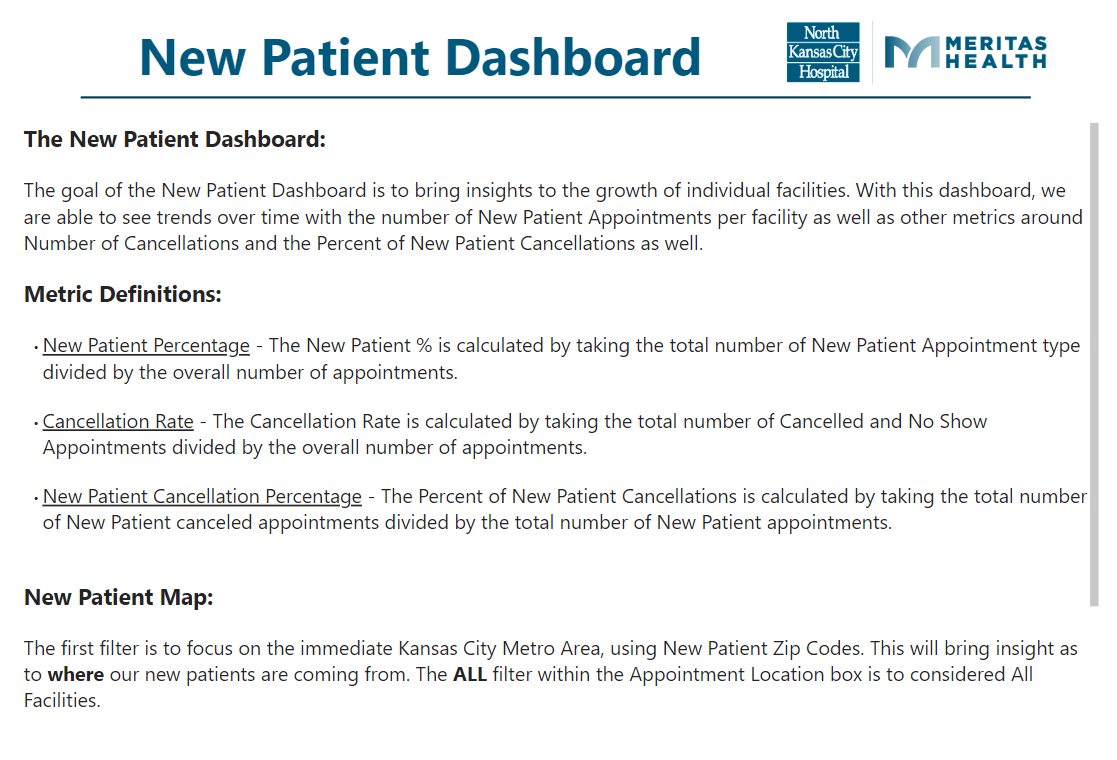 New Patient Dashboard
North
Kansas City
Hospital
MERITAS
HEALTH
The New Patient Dashboard:
The goal of the New Patient Dashboard is to bring insights to the growth of individual facilities. With this dashboard, we
are able to see trends over time with the number of New Patient Appointments per facility as well as other metrics around
Number of Cancellations and the Percent of New Patient Cancellations as well.
Metric Definitions:
• New Patient Percentage - The New Patient % is calculated by taking the total number of New Patient Appointment type
divided by the overall number of appointments.
• Cancellation Rate - The Cancellation Rate is calculated by taking the total number of Cancelled and No Show
Appointments divided by the overall number of appointments.
• New Patient Cancellation Percentage - The Percent of New Patient Cancellations is calculated by taking the total number
of New Patient canceled appointments divided by the total number of New Patient appointments.
New Patient Map:
The first filter is to focus on the immediate Kansas City Metro Area, using New Patient Zip Codes. This will bring insight as
to where our new patients are coming from. The ALL filter within the Appointment Location box is to considered All
Facilities.